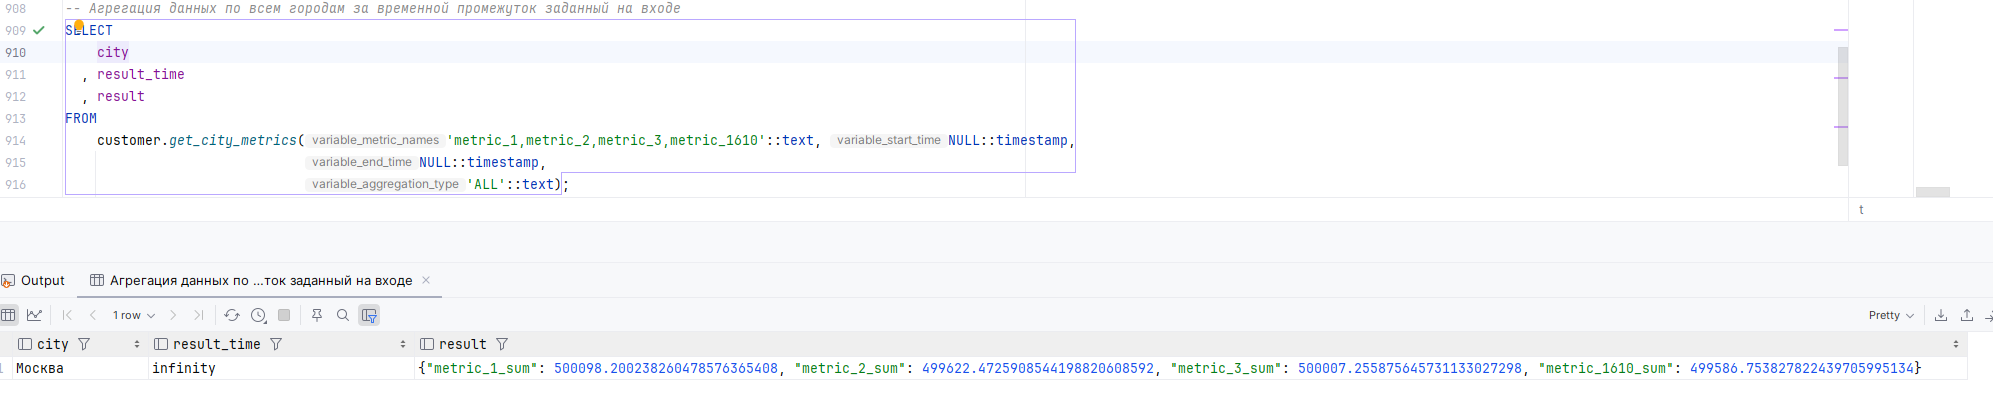 908 -- Агрегация данных по всем городам за временной промежуток заданный на входе
909 SELECT
910 city
911 , result_time
912 , result
913 FROM
914 customer.get_city_metrics( variable_metric_names 'metric_1,metric_2,metric_3,metric_1610'::text, variable_start_time NULL::timestamp,
915 variable_end_time NULL::timestamp,
916 variable_aggregation_type 'ALL'::text);
t
Output Агрегация данных по ...ток заданный на входе ×
1 row Pretty
city result_time result
1 Москва infinity {"metric_1_sum": 500098.200238260478576365408, "metric_2_sum": 499622.4725908544198820608592, "metric_3_sum": 500007.255875645731133027298, "metric_1610_sum": 499586.753827822439705995134}